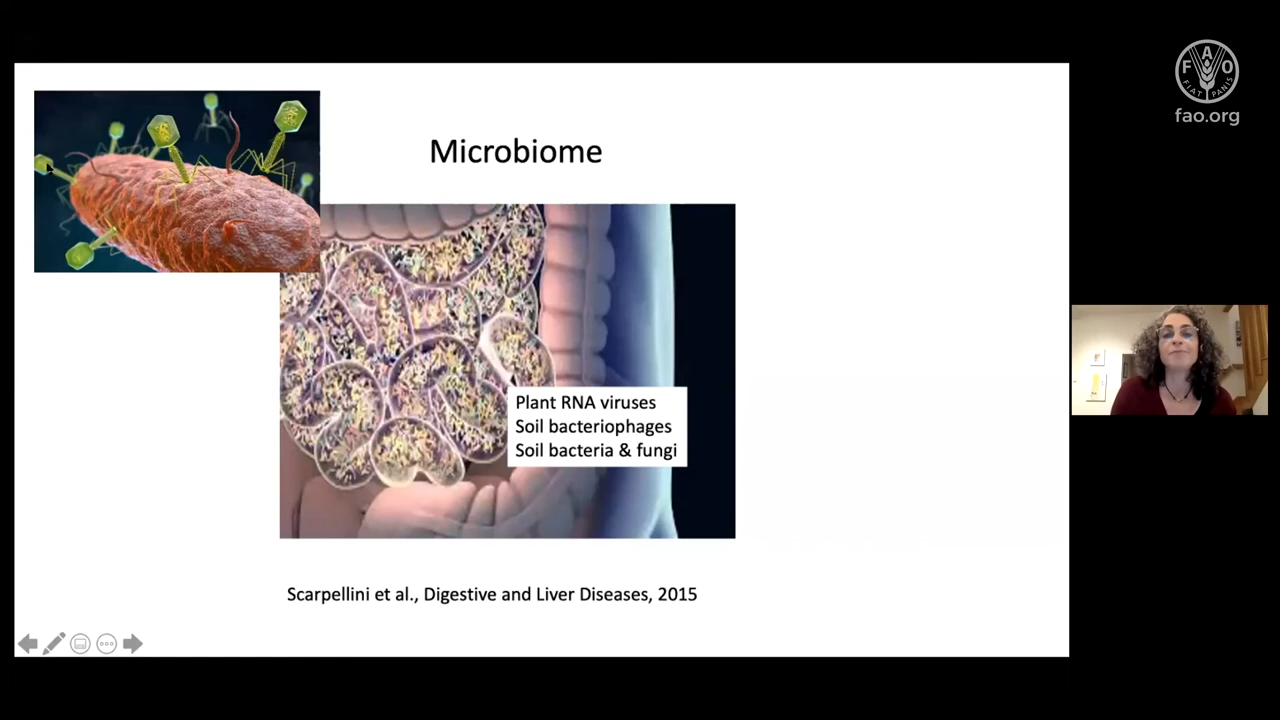 Microbiome
Plant RNA viruses
Soil bacteriophages
Soil bacteria & fungi
Scarpellini et al., Digestive and Liver Diseases, 2015
F A O
FIAT PANIS
fao.org